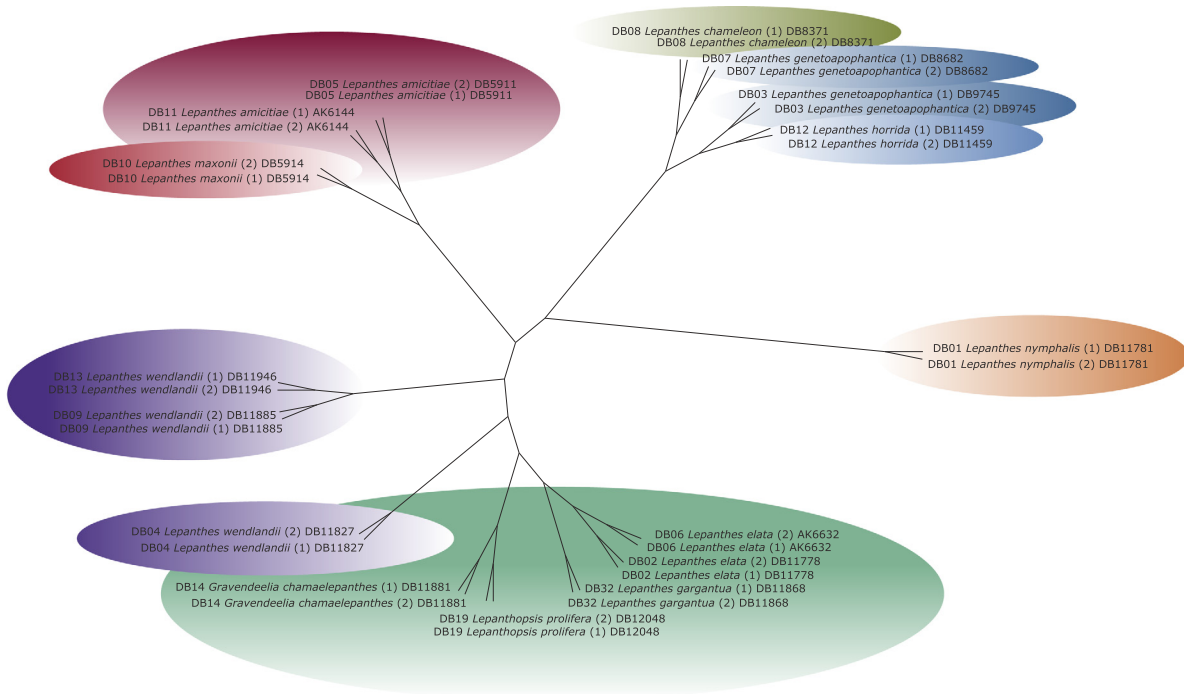 DB08 Lepanthes chameleon (1) DB8371
DB08 Lepanthes chameleon (2) DB8371
DB07 Lepanthes genetoapophantica (1) DB8682
DB07 Lepanthes genetoapophantica (2) DB8682
DB03 Lepanthes genetoapophantica (1) DB9745
DB03 Lepanthes genetoapophantica (2) DB9745
DB12 Lepanthes horrida (1) DB11459
DB12 Lepanthes horrida (2) DB11459
DB05 Lepanthes amicitiae (2) DB5911
DB05 Lepanthes amicitiae (1) DB5911
DB11 Lepanthes amicitiae (1) AK6144
DB11 Lepanthes amicitiae (2) AK6144
DB10 Lepanthes maxonii (2) DB5914
DB10 Lepanthes maxonii (1) DB5914
DB01 Lepanthes nymphalis (1) DB11781
DB01 Lepanthes nymphalis (2) DB11781
DB13 Lepanthes wendlandii (1) DB11946
DB13 Lepanthes wendlandii (2) DB11946
DB09 Lepanthes wendlandii (2) DB11885
DB09 Lepanthes wendlandii (1) DB11885
DB04 Lepanthes wendlandii (2) DB11827
DB04 Lepanthes wendlandii (1) DB11827
DB06 Lepanthes elata (2) AK6632
DB06 Lepanthes elata (1) AK6632
DB02 Lepanthes elata (2) DB11778
DB02 Lepanthes elata (1) DB11778
DB32 Lepanthes gargantua (1) DB11868
DB32 Lepanthes gargantua (2) DB11868
DB14 Gravendeelia chamaelepanthes (1) DB11881
DB14 Gravendeelia chamaelepanthes (2) DB11881
DB19 Lepanthopsis prolifera (2) DB12048
DB19 Lepanthopsis prolifera (1) DB12048